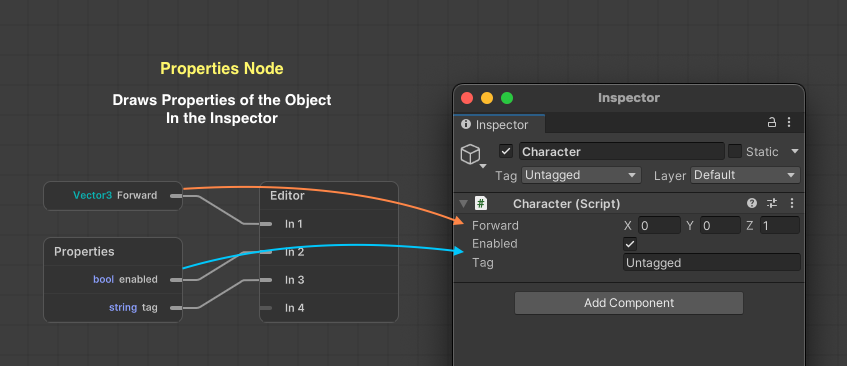 Properties Node
Draws Properties of the Object
In the Inspector
Vector3 Forward
Properties
bool enabled
string tag
Editor
In 1
In 2
In 3
In 4
Inspector
Inspector
Character
Static
Tag Untagged Layer Default
# Character (Script)
Forward X 0 Y 0 Z 1
Enabled
Tag Untagged
Add Component